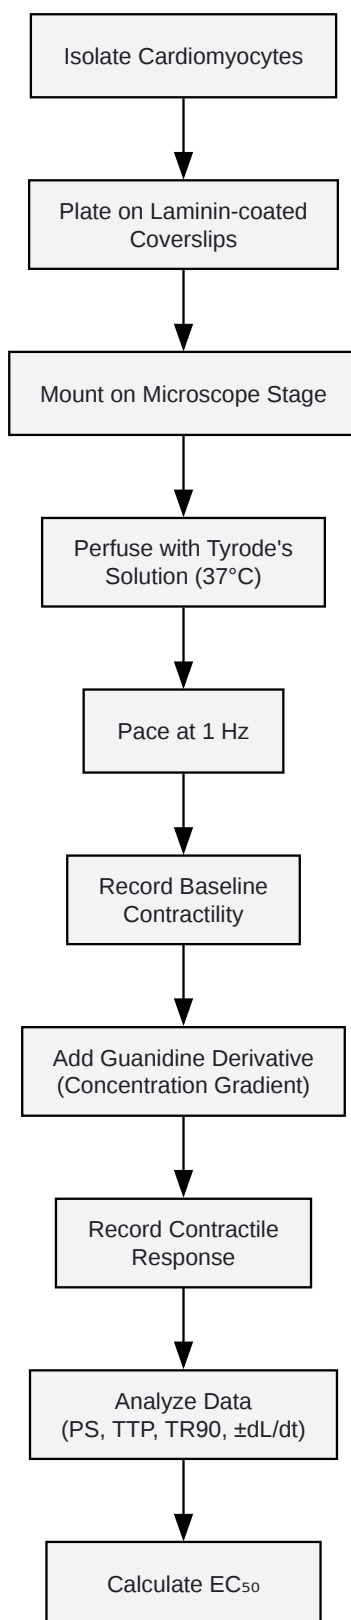 Isolate Cardiomyocytes
Plate on Laminin-coated
Coverslips
Mount on Microscope Stage
Perfuse with Tyrode's
Solution (37°C)
Pace at 1 Hz
Record Baseline
Contractility
Add Guanidine Derivative
(Concentration Gradient)
Record Contractile
Response
Analyze Data
(PS, TTP, TR90, ±dL/dt)
Calculate EC₅₀